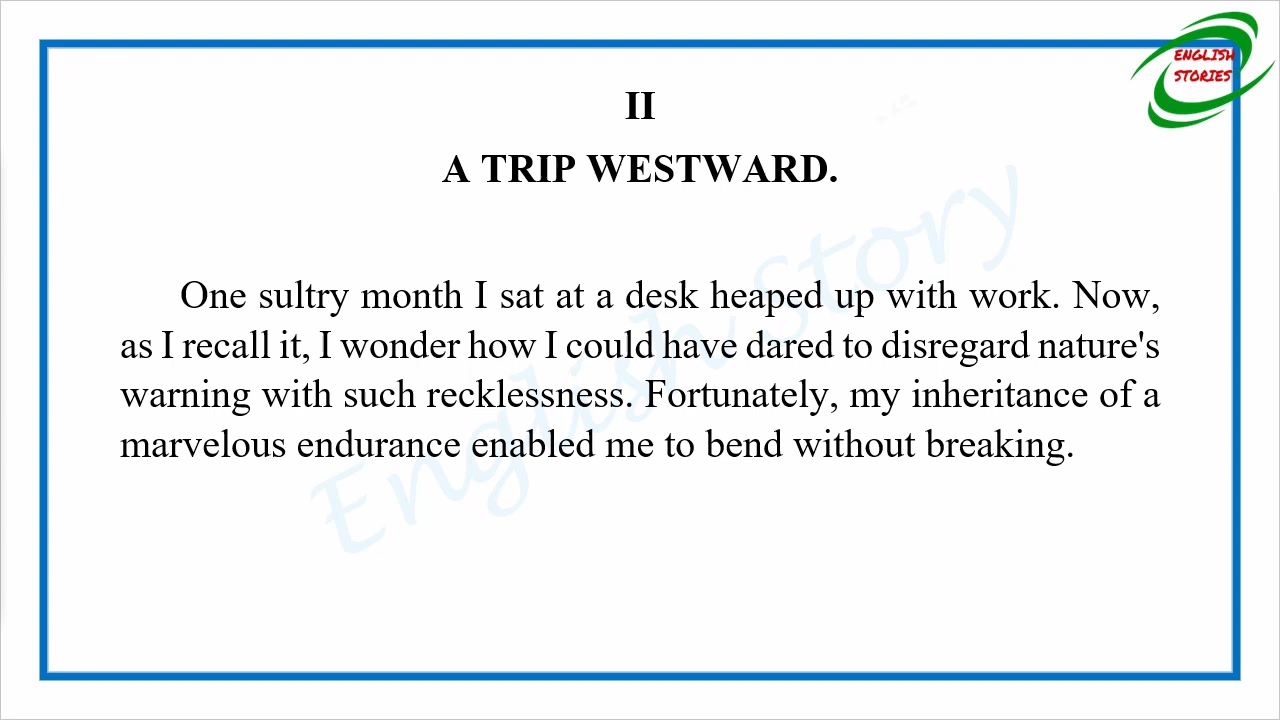 ENGLISH
STORIES
II
A TRIP WESTWARD.
One sultry month I sat at a desk heaped up with work. Now,
as I recall it, I wonder how I could have dared to disregard nature's
warning with such recklessness. Fortunately, my inheritance of a
marvelous endurance enabled me to bend without breaking.
English Story